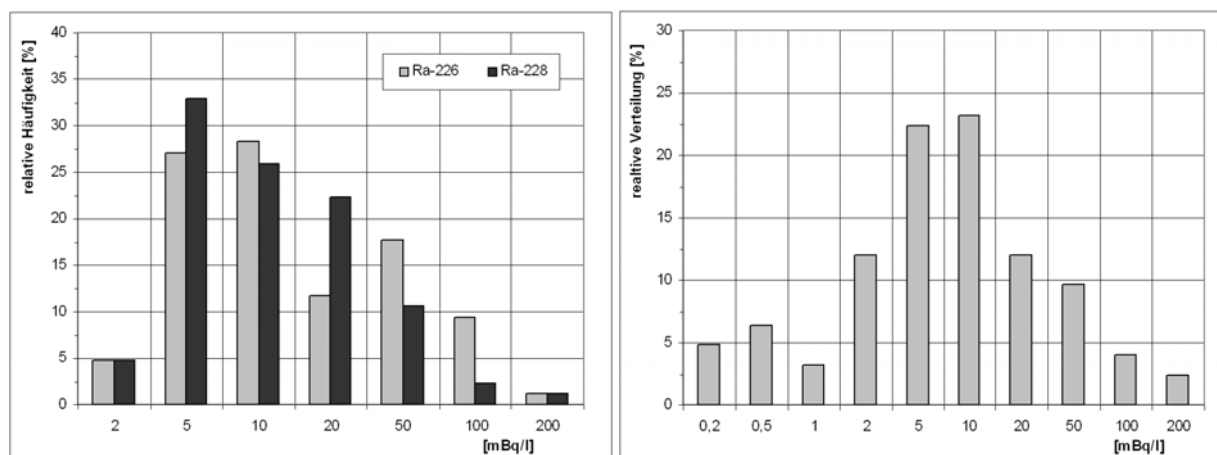 relative Häufigkeit [%]
40
35
30
25
20
15
10
5
0
Ra-226 Ra-228
2 5 10 20 50 100 200
[mBq/l]
realtive Verteilung [%]
30
25
20
15
10
5
0
0,2 0,5 1 2 5 10 20 50 100 200
[mBq/l]